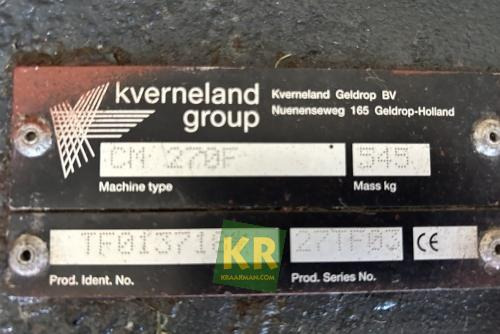 kverneland
group
Kverneland Geldrop BV
Nuenenseweg 165 Geldrop-Holland
CM 270F
545
Machine type
Mass kg
27TF03
CE
KR
KRAARMAN.COM
Prod. Ident. No.
Prod. Series No.